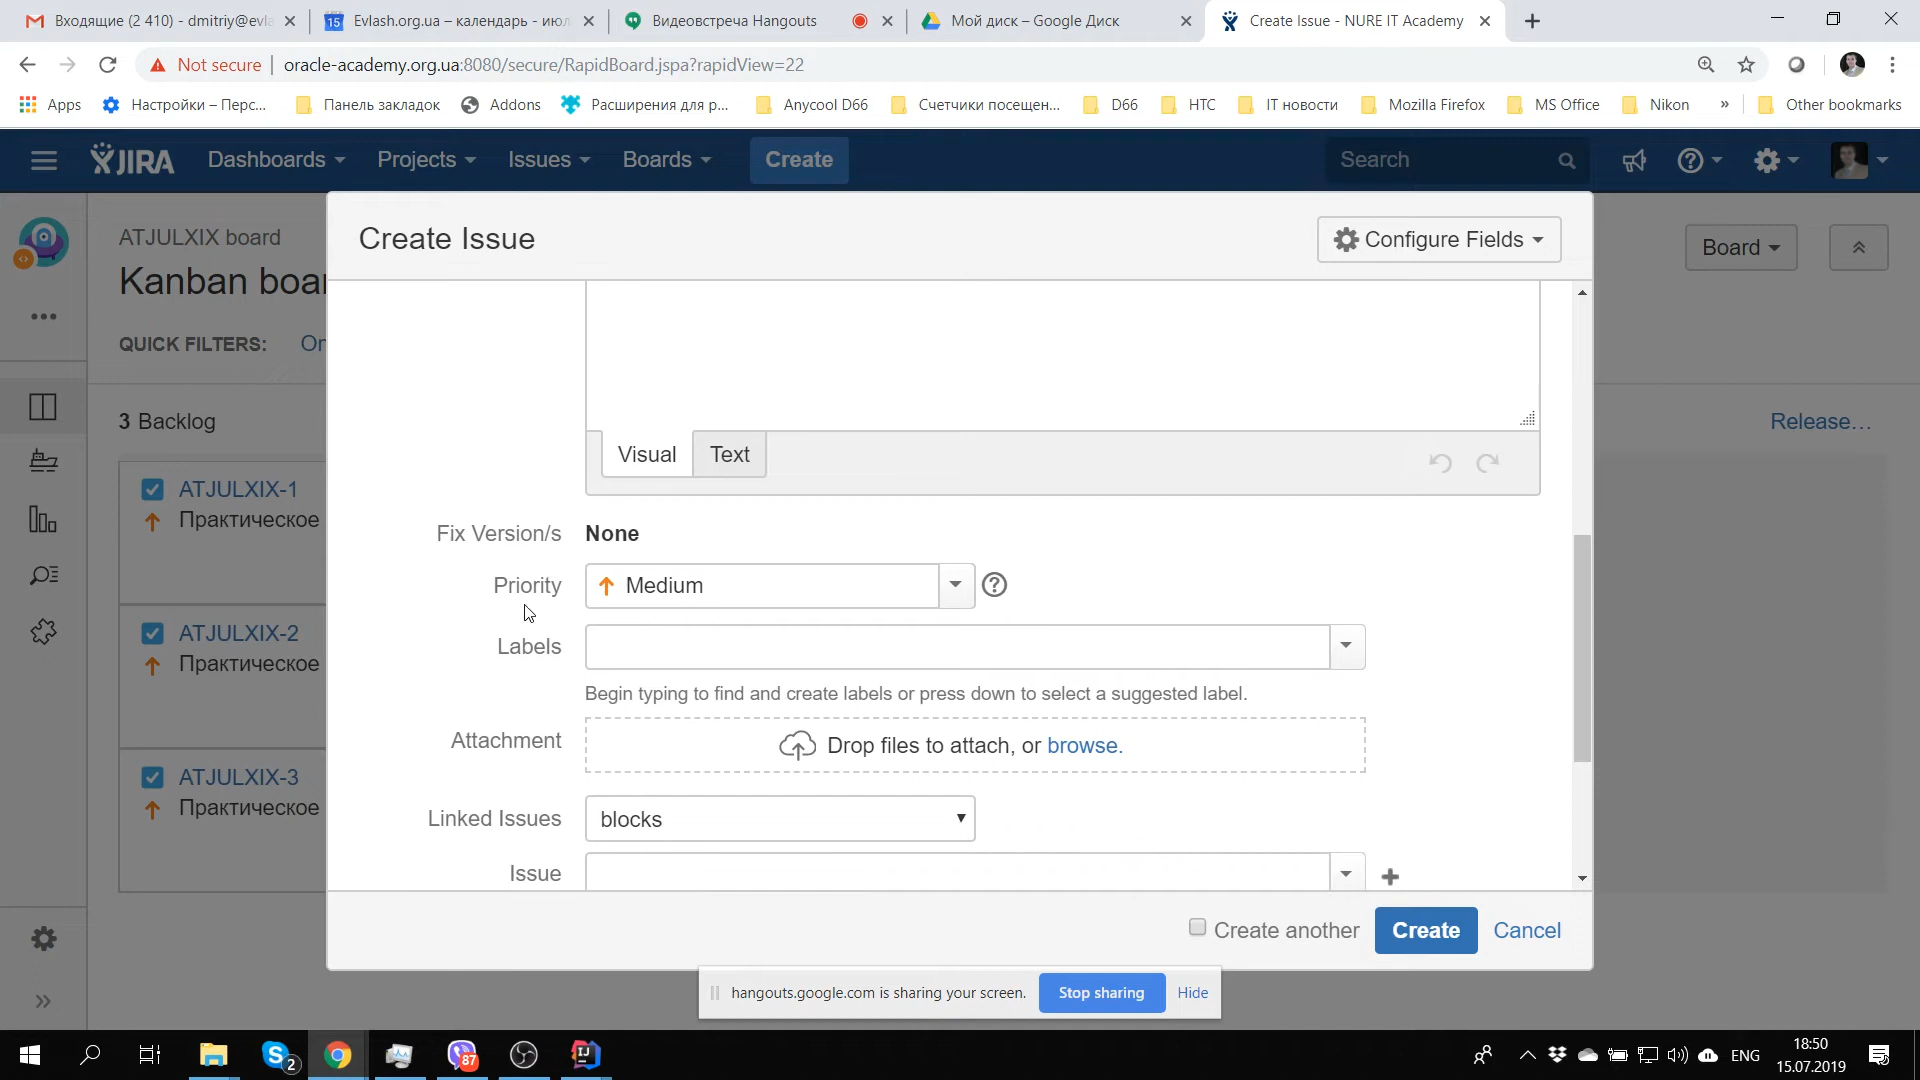 Входящие (2 410) - dmitriy@evla
Evlash.org.ua – календарь - июл
Видеовстреча Hangouts
Мой диск – Google Диск
Create Issue - NURE IT Academy
Not secure
oracle-academy.org.ua:8080/secure/RapidBoard.jspa?rapidView=22
Apps
Настройки – Перс...
Панель закладок
Addons
Расширения для р...
Anycool D66
Счетчики посещен...
D66
HTC
IT новости
Mozilla Firefox
MS Office
Nikon
»
Other bookmarks
JIRA
Dashboards
Projects
Issues
Boards
Create
Search
ATJULXIX board
Kanban boar
Board
QUICK FILTERS:
Create Issue
Configure Fields
3 Backlog
Release…
ATJULXIX-1
Практическое
ATJULXIX-2
Практическое
ATJULXIX-3
Практическое
Visual
Text
Fix Version/s
None
Priority
Medium
Labels
Begin typing to find and create labels or press down to select a suggested label.
Attachment
Drop files to attach, or browse.
Linked Issues
blocks
Issue
Create another
Create
Cancel
hangouts.google.com is sharing your screen.
Stop sharing
Hide
2
87
ENG
18:50
15.07.2019